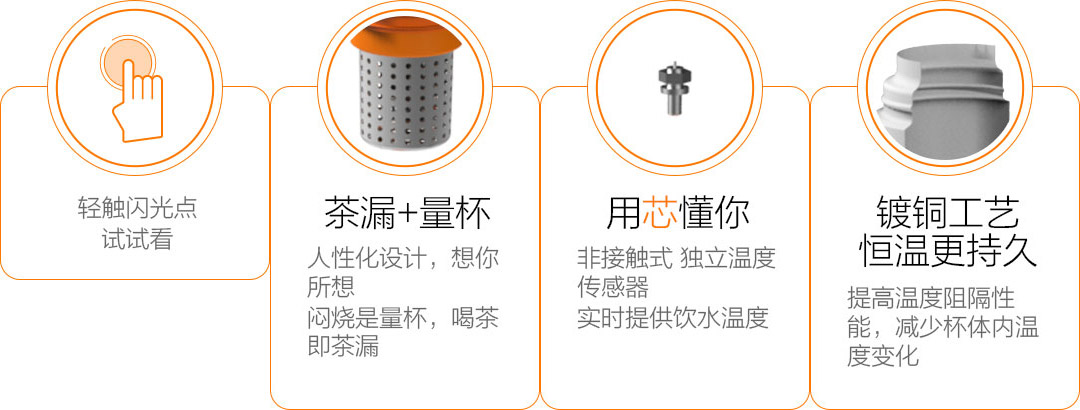 轻触闪光点
试试看
茶漏+量杯
人性化设计，想你
所想
闷烧是量杯，喝茶
即茶漏
用芯懂你
非接触式 独立温度
传感器
实时提供饮水温度
镀铜工艺
恒温更持久
提高温度阻隔性
能，减少杯体内温
度变化